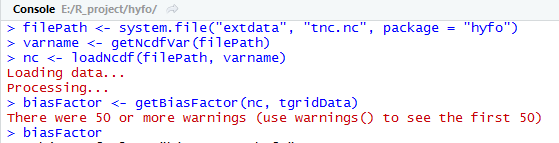 Console E:/R_project/hyfo/
> filePath <- system.file("extdata", "tnc.nc", package = "hyfo")
> varname <- getNcdfVar(filePath)
> nc <- loadNcdf(filePath, varname)
Loading data...
Processing...
> biasFactor <- getBiasFactor(nc, tgridData)
There were 50 or more warnings (use warnings() to see the first 50)
> biasFactor